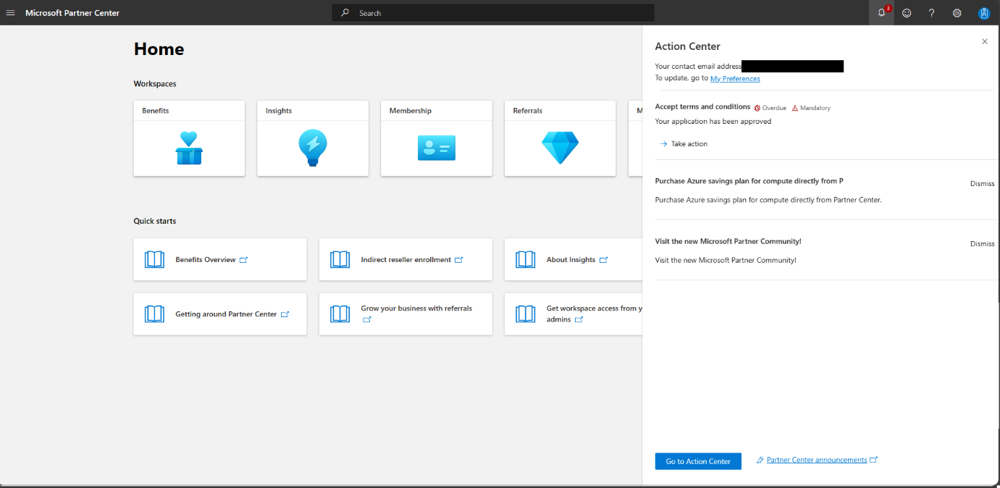 Microsoft Partner Center
Search
3
Home
Workspaces
Benefits
Insights
Membership
Referrals
M
Quick starts
Benefits Overview
Indirect reseller enrollment
About Insights
Getting around Partner Center
Grow your business with referrals
Get workspace access from y
admins
Action Center
Your contact email address
To update, go to My Preferences
Accept terms and conditions Overdue Mandatory
Your application has been approved
Take action
Purchase Azure savings plan for compute directly from P
Dismiss
Purchase Azure savings plan for compute directly from Partner Center.
Visit the new Microsoft Partner Community!
Dismiss
Visit the new Microsoft Partner Community!
Go to Action Center
Partner Center announcements